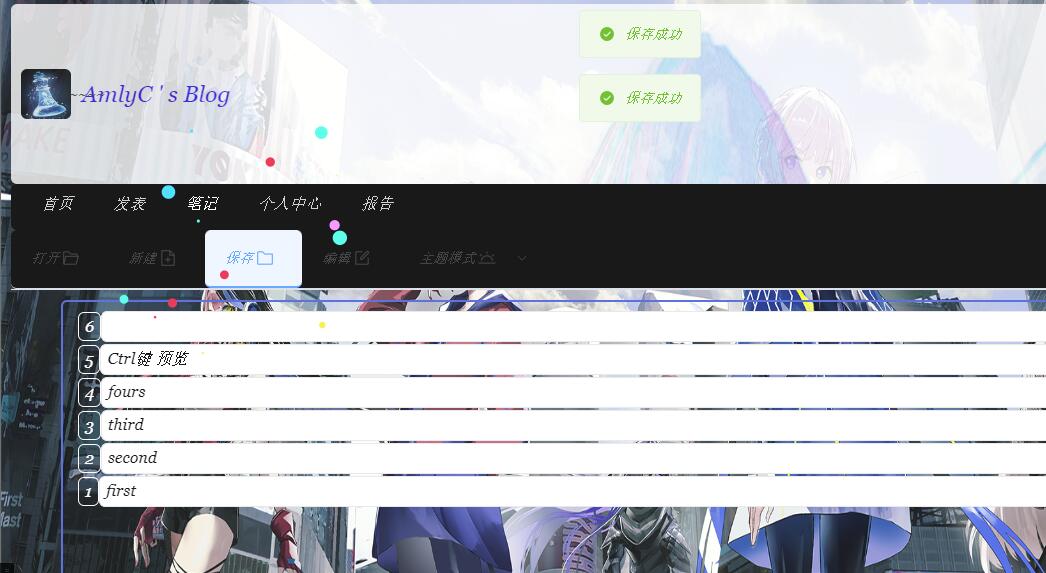 保存成功
~~AmlyC ' s Blog
保存成功
首页 发表 笔记 个人中心 报告
打开 新建 保存 编辑 主题模式
6
5 Ctrl键 预览
4 fours
3 third
2 second
1 first
First